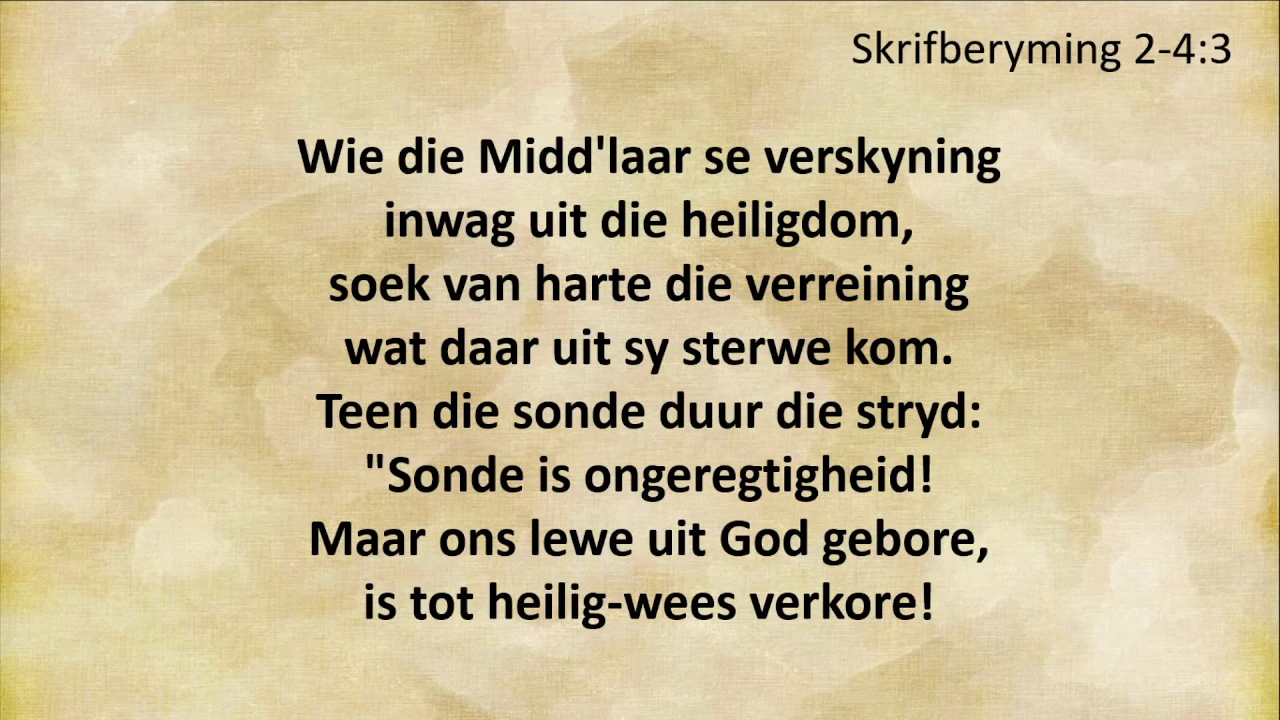 Skrifberyming 2-4:3
Wie die Midd'laar se verskyning
inwag uit die heiligdom,
soek van harte die verreining
wat daar uit sy sterwe kom.
Teen die sonde duur die stryd:
"Sonde is ongeregtigheid!
Maar ons lewe uit God gebore,
is tot heilig-wees verkore!